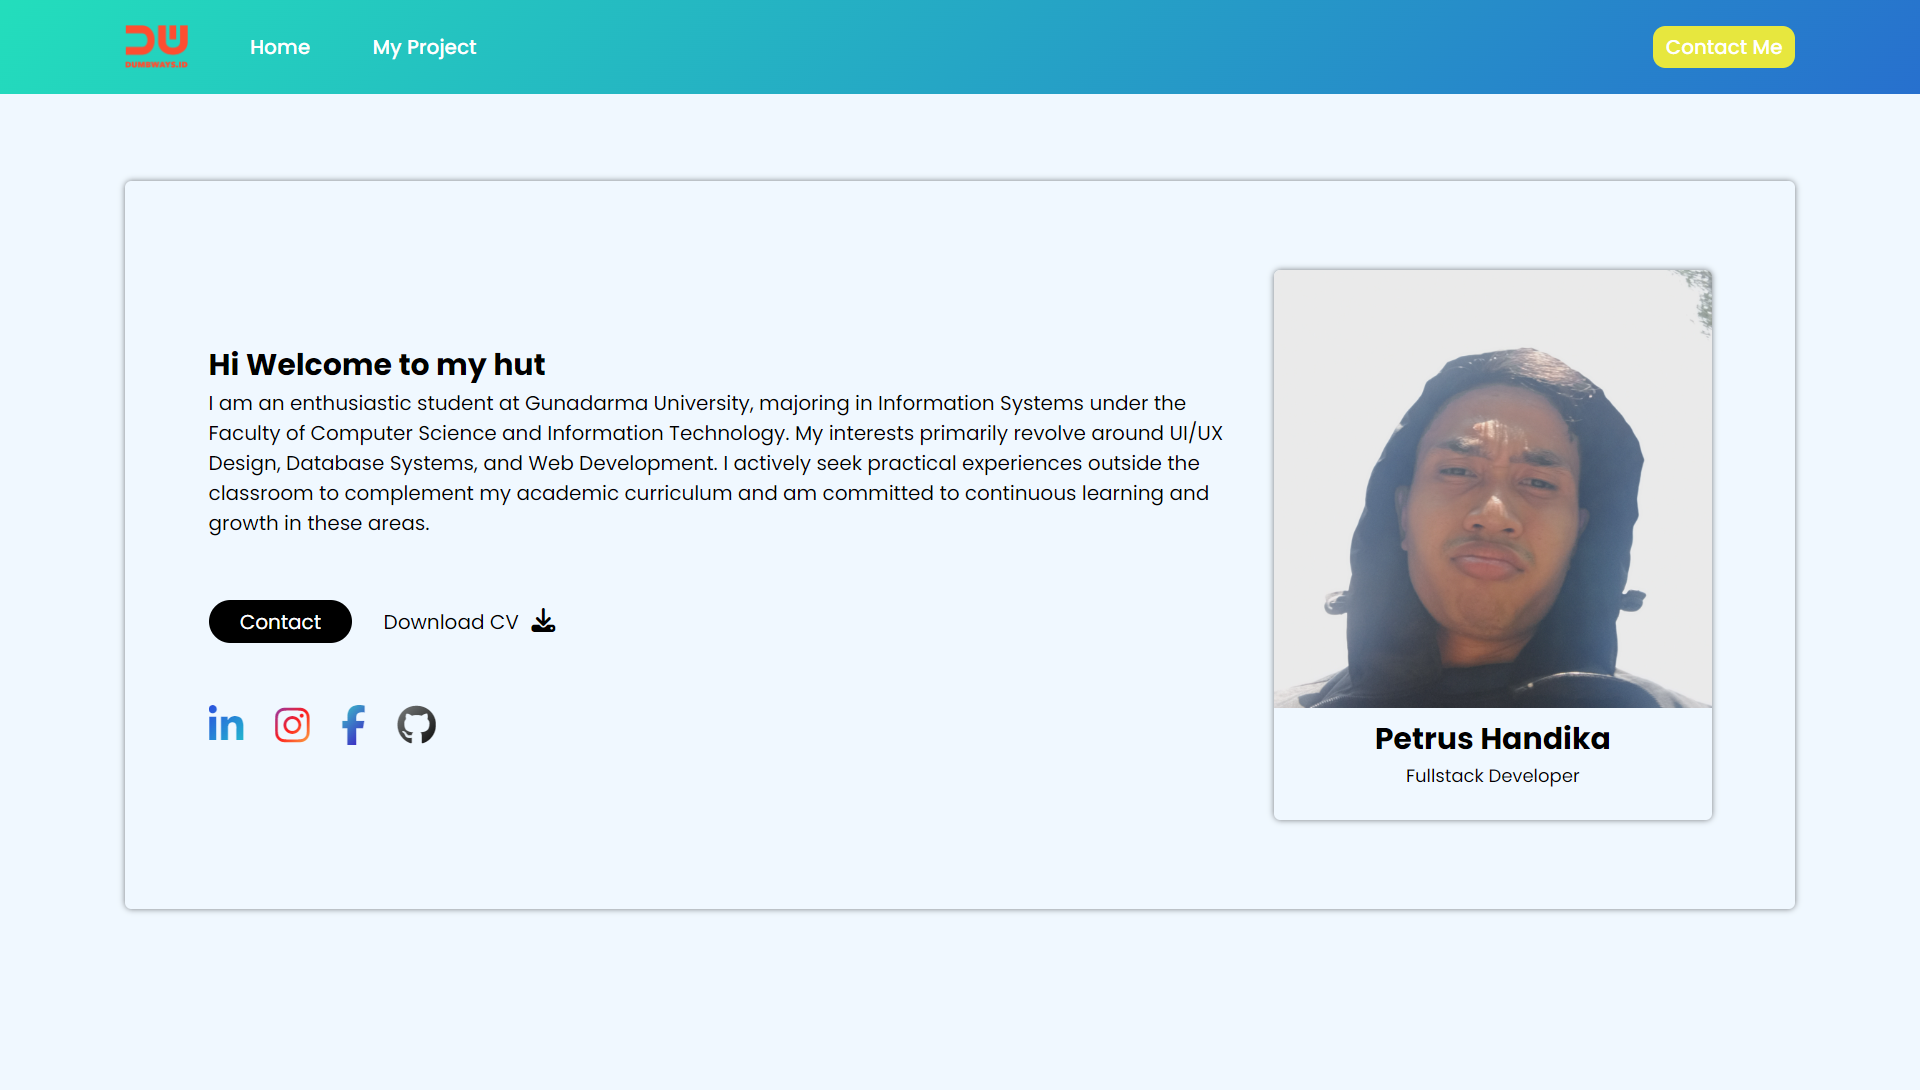 DW
DUMBWAYS.ID
Home
My Project
Contact Me
Hi Welcome to my hut
I am an enthusiastic student at Gunadarma University, majoring in Information Systems under the
Faculty of Computer Science and Information Technology. My interests primarily revolve around UI/UX
Design, Database Systems, and Web Development. I actively seek practical experiences outside the
classroom to complement my academic curriculum and am committed to continuous learning and
growth in these areas.
Contact
Download CV
in
Petrus Handika
Fullstack Developer